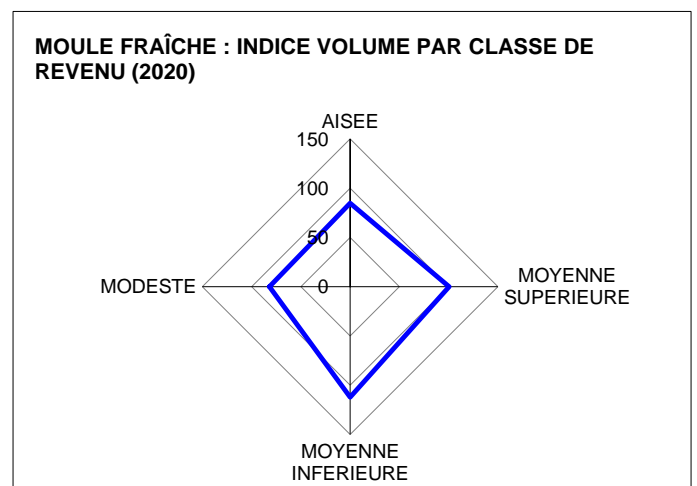 MOULE FRAÎCHE : INDICE VOLUME PAR CLASSE DE
REVENU (2020)
AISEE
150
100
50
0
MODESTE
MOYENNE
SUPERIEURE
MOYENNE
INFERIEURE